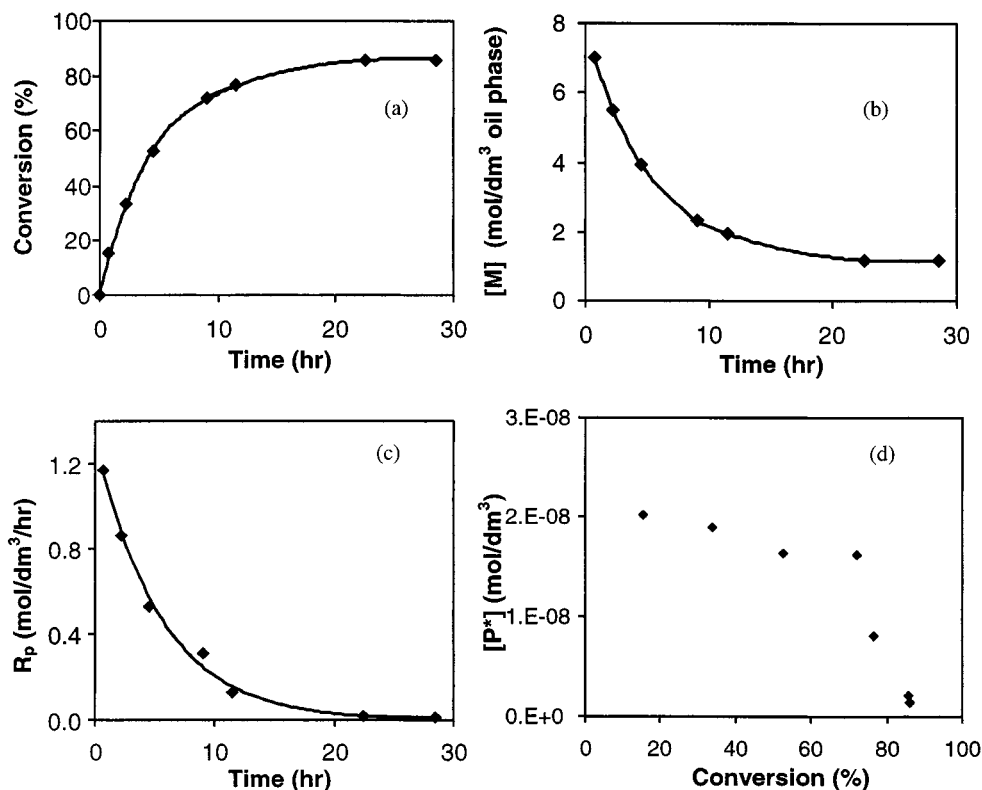 100
80
60
40
20
0
Conversion (%)
(a)
0 10 20 30
Time (hr)
8
6
4
2
0
[M] (mol/dm³ oil phase)
(b)
0 10 20 30
Time (hr)
1.2
0.8
0.4
0.0
Rₚ (mol/dm³/hr)
(c)
0 10 20 30
Time (hr)
3.E-08
2.E-08
1.E-08
0.E+0
[P*] (mol/dm³)
(d)
0 20 40 60 80 100
Conversion (%)